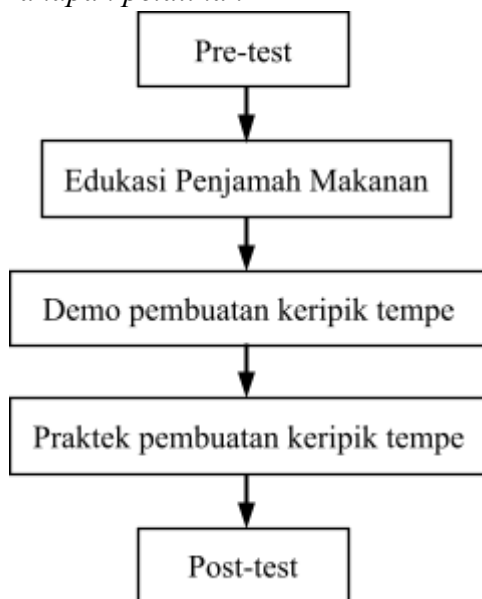 Pre-test
Edukasi Penjamah Makanan
Demo pembuatan keripik tempe
Praktek pembuatan keripik tempe
Post-test